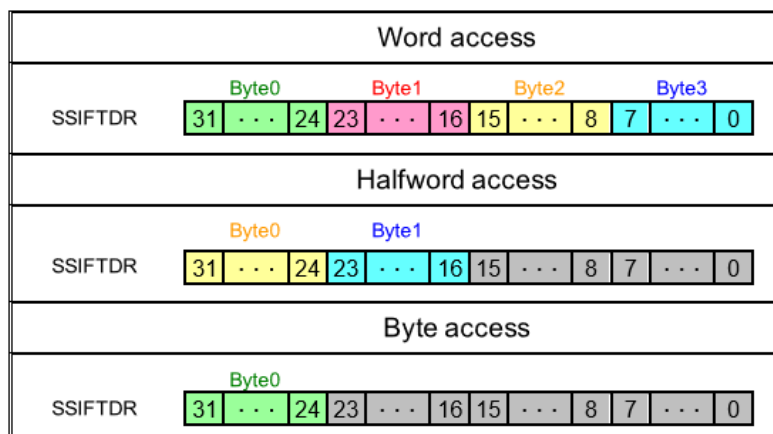 Word access
Byte0 Byte1 Byte2 Byte3
SSIFTDR 31 ··· 24 23 ··· 16 15 ··· 8 7 ··· 0
Halfword access
Byte0 Byte1
SSIFTDR 31 ··· 24 23 ··· 16 15 ··· 8 7 ··· 0
Byte access
Byte0
SSIFTDR 31 ··· 24 23 ··· 16 15 ··· 8 7 ··· 0